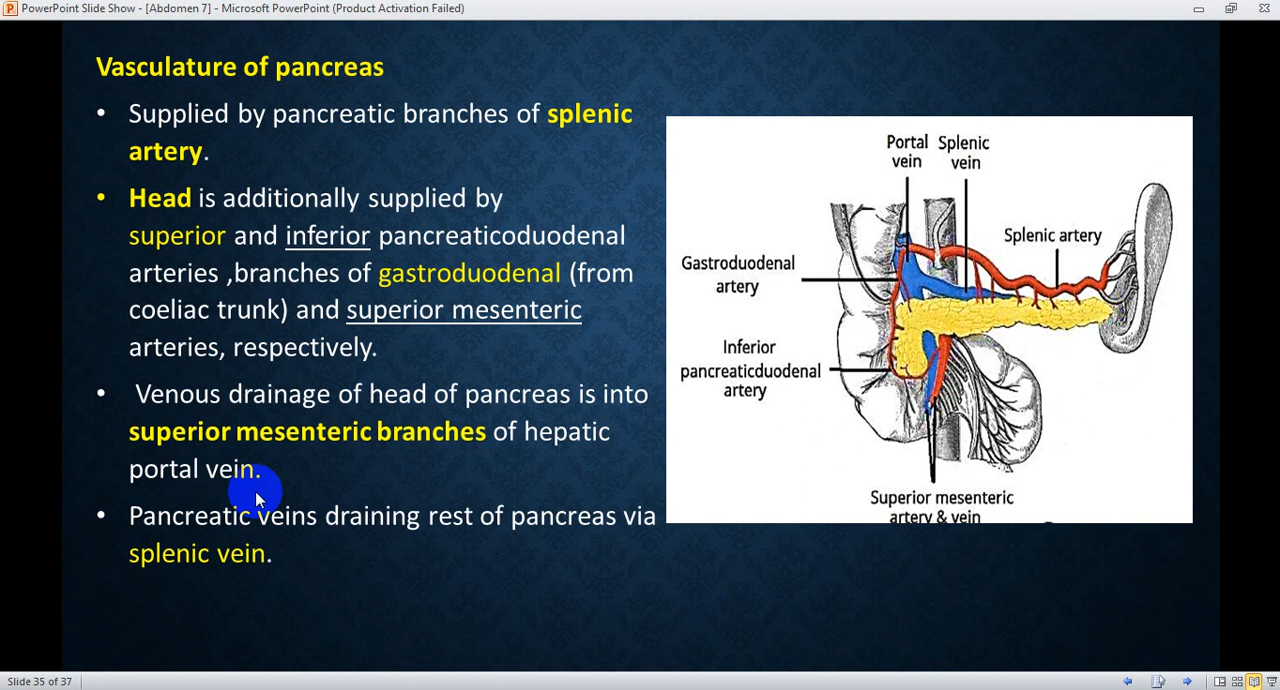 PowerPoint Slide Show - [Abdomen 7] - Microsoft PowerPoint (Product Activation Failed)
Vasculature of pancreas
• Supplied by pancreatic branches of splenic
artery.
• Head is additionally supplied by
superior and inferior pancreaticoduodenal
arteries ,branches of gastroduodenal (from
coeliac trunk) and superior mesenteric
arteries, respectively.
• Venous drainage of head of pancreas is into
superior mesenteric branches of hepatic
portal vein.
• Pancreatic veins draining rest of pancreas via
splenic vein.
Portal
vein
Splenic
vein
Splenic artery
Gastroduodenal
artery
Inferior
pancreaticduodenal
artery
Superior mesenteric
artery & vein
Slide 35 of 37